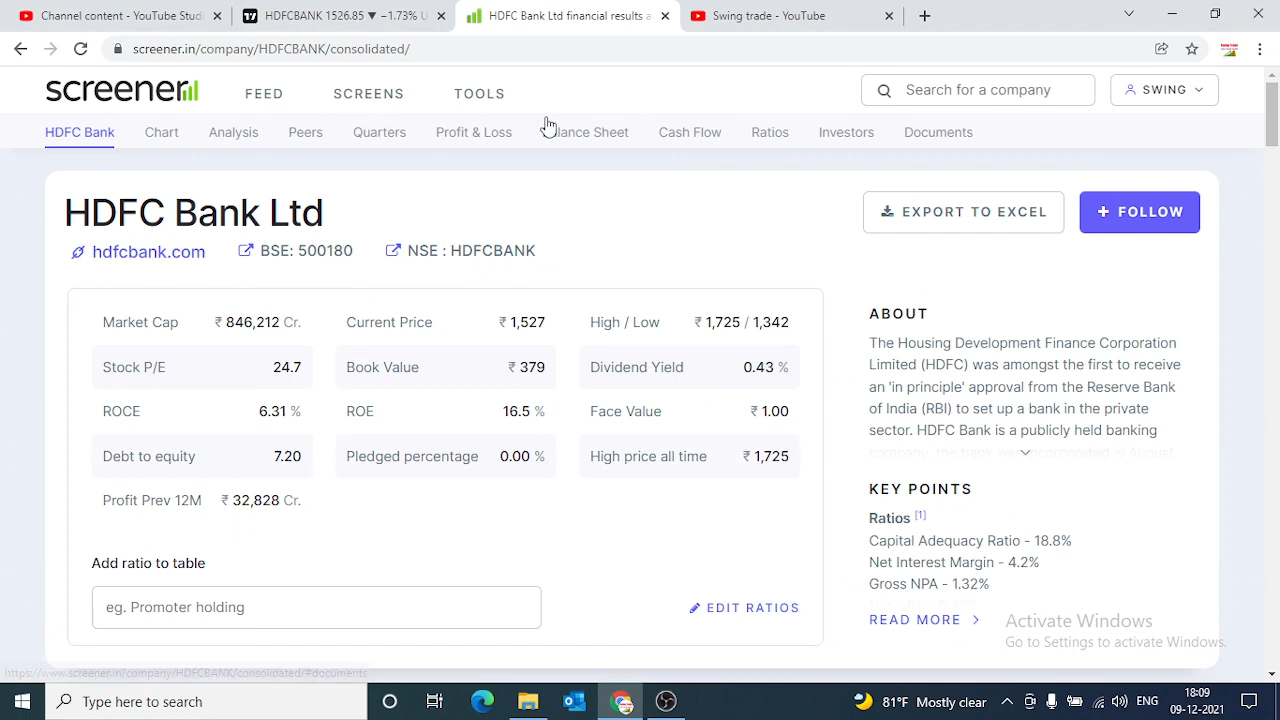 Channel content - YouTube Stud
HDFCBANK 1526.85 ▼ −1.73% U
HDFC Bank Ltd financial results a
Swing trade - YouTube
screener.in/company/HDFCBANK/consolidated/
screener
FEED
SCREENS
TOOLS
Search for a company
SWING
HDFC Bank
Chart
Analysis
Peers
Quarters
Profit & Loss
lance Sheet
Cash Flow
Ratios
Investors
Documents
HDFC Bank Ltd
EXPORT TO EXCEL
+ FOLLOW
hdfcbank.com
BSE: 500180
NSE : HDFCBANK
Market Cap ₹ 846,212 Cr.
Current Price ₹ 1,527
High / Low ₹ 1,725 / 1,342
Stock P/E 24.7
Book Value ₹ 379
Dividend Yield 0.43 %
ROCE 6.31 %
ROE 16.5 %
Face Value ₹ 1.00
Debt to equity 7.20
Pledged percentage 0.00 %
High price all time ₹ 1,725
Profit Prev 12M ₹ 32,828 Cr.
Add ratio to table
eg. Promoter holding
EDIT RATIOS
ABOUT
The Housing Development Finance Corporation
Limited (HDFC) was amongst the first to receive
an 'in principle' approval from the Reserve Bank
of India (RBI) to set up a bank in the private
sector. HDFC Bank is a publicly held banking
company, the bank was incorporated in August
KEY POINTS
Ratios [1]
Capital Adequacy Ratio - 18.8%
Net Interest Margin - 4.2%
Gross NPA - 1.32%
READ MORE >
Activate Windows
Go to Settings to activate Windows.
https://www.screener.in/company/HDFCBANK/consolidated/#documents
Type here to search
81°F Mostly clear
ENG
18:09
09-12-2021